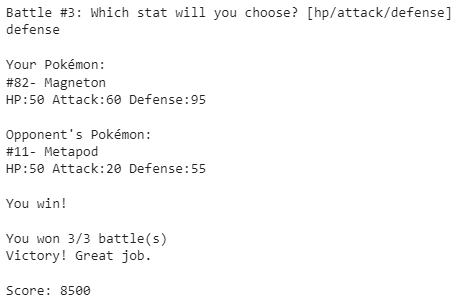 Battle #3: Which stat will you choose? [hp/attack/defense]
defense
Your Pokémon:
#82- Magneton
HP:50 Attack:60 Defense:95
Opponent's Pokémon:
#11- Metapod
HP:50 Attack:20 Defense:55
You win!
You won 3/3 battle(s)
Victory! Great job.
Score: 8500